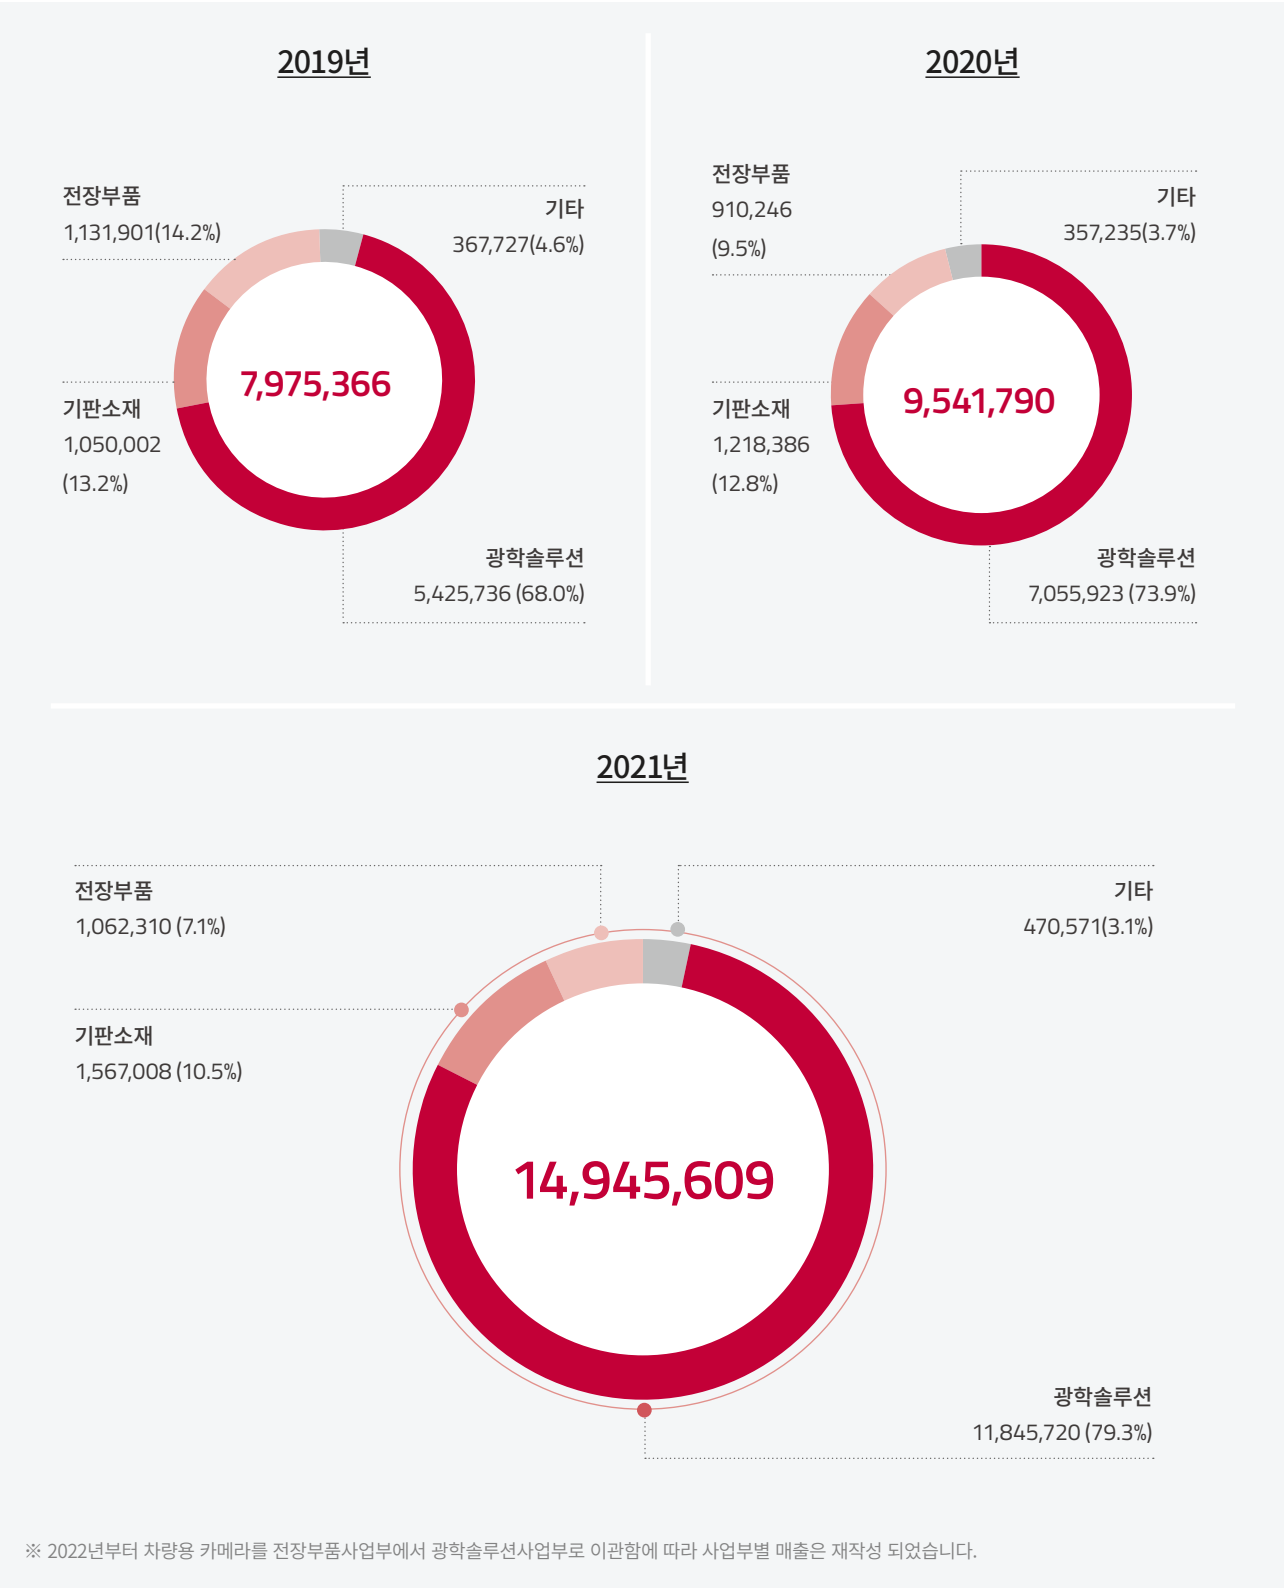 2019년
전장부품
1,131,901(14.2%)
기타
367,727(4.6%)
7,975,366
기판소재
1,050,002
(13.2%)
광학솔루션
5,425,736 (68.0%)
2020년
전장부품
910,246
(9.5%)
기타
357,235(3.7%)
9,541,790
기판소재
1,218,386
(12.8%)
광학솔루션
7,055,923 (73.9%)
2021년
전장부품
1,062,310 (7.1%)
기타
470,571(3.1%)
기판소재
1,567,008 (10.5%)
14,945,609
광학솔루션
11,845,720 (79.3%)
※ 2022년부터 차량용 카메라를 전장부품사업부에서 광학솔루션사업부로 이관함에 따라 사업부별 매출은 재작성 되었습니다.